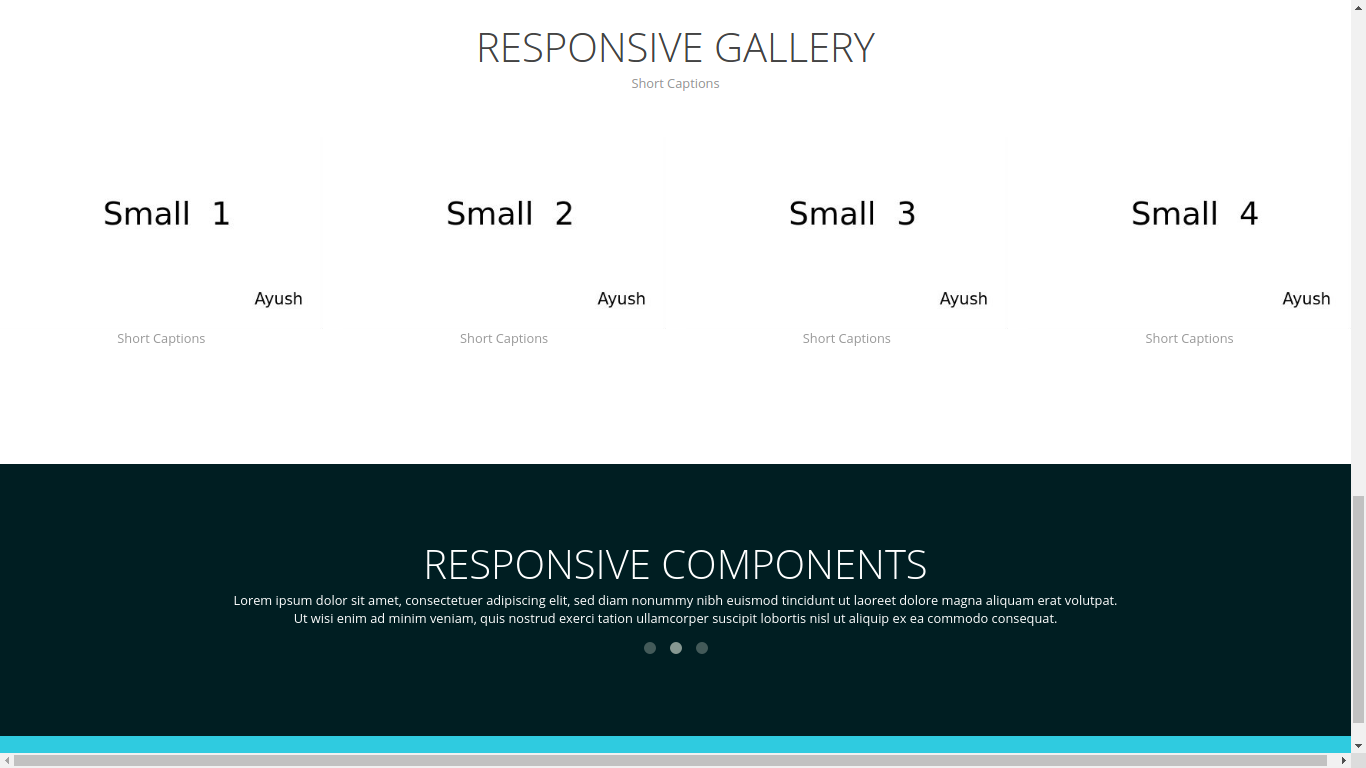 RESPONSIVE GALLERY
Short Captions
Small 1
Ayush
Short Captions
Small 2
Ayush
Short Captions
Small 3
Ayush
Short Captions
Small 4
Ayush
Short Captions
RESPONSIVE COMPONENTS
Lorem ipsum dolor sit amet, consectetuer adipiscing elit, sed diam nonummy nibh euismod tincidunt ut laoreet dolore magna aliquam erat volutpat.
Ut wisi enim ad minim veniam, quis nostrud exerci tation ullamcorper suscipit lobortis nisl ut aliquip ex ea commodo consequat.